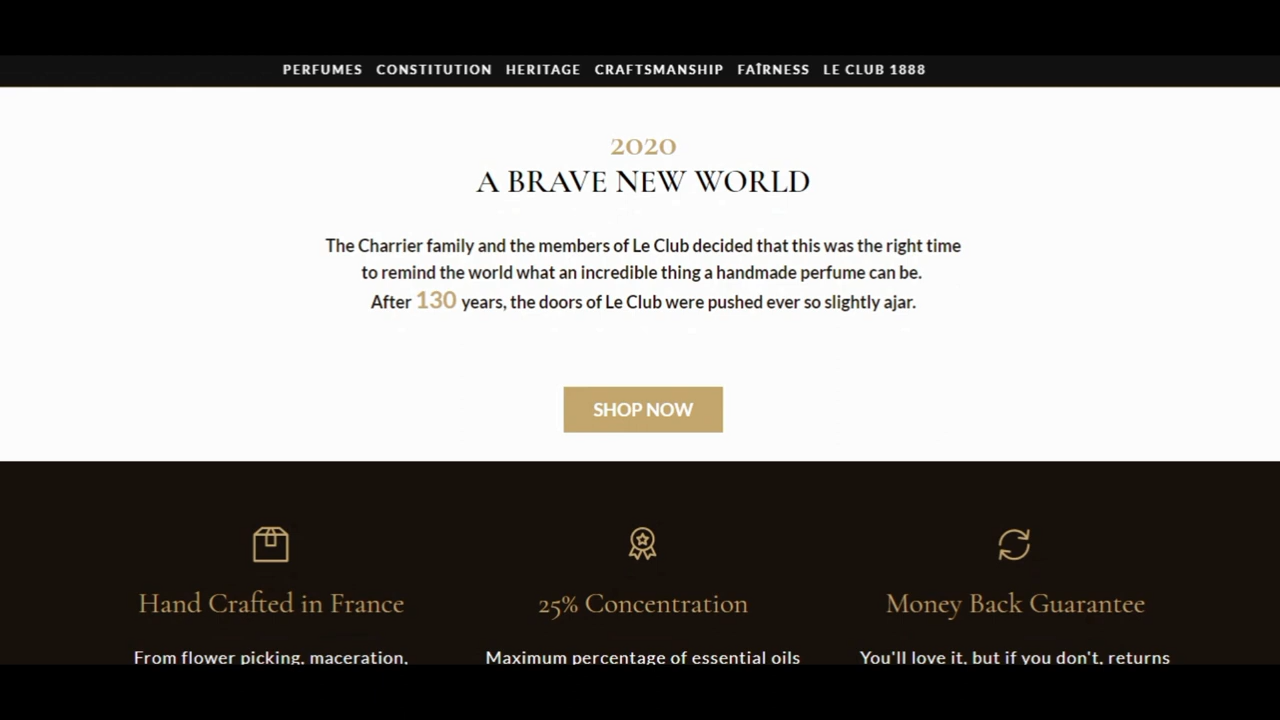 PERFUMES CONSTITUTION HERITAGE CRAFTSMANSHIP FAÎRNESS LE CLUB 1888
2020
A BRAVE NEW WORLD
The Charrier family and the members of Le Club decided that this was the right time
to remind the world what an incredible thing a handmade perfume can be.
After 130 years, the doors of Le Club were pushed ever so slightly ajar.
SHOP NOW
Hand Crafted in France
25% Concentration
Money Back Guarantee
From flower picking, maceration,
Maximum percentage of essential oils
You'll love it, but if you don't, returns